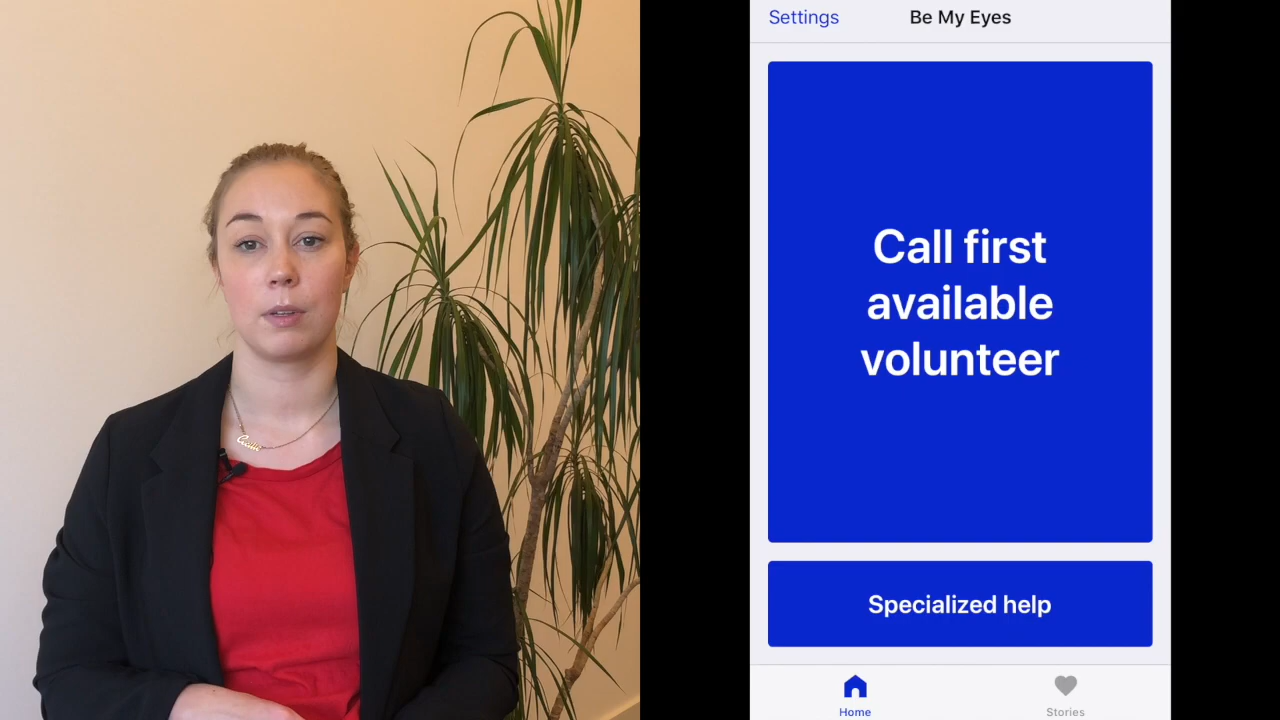 Settings
Be My Eyes
Call first
available
volunteer
Specialized help
Home
Stories